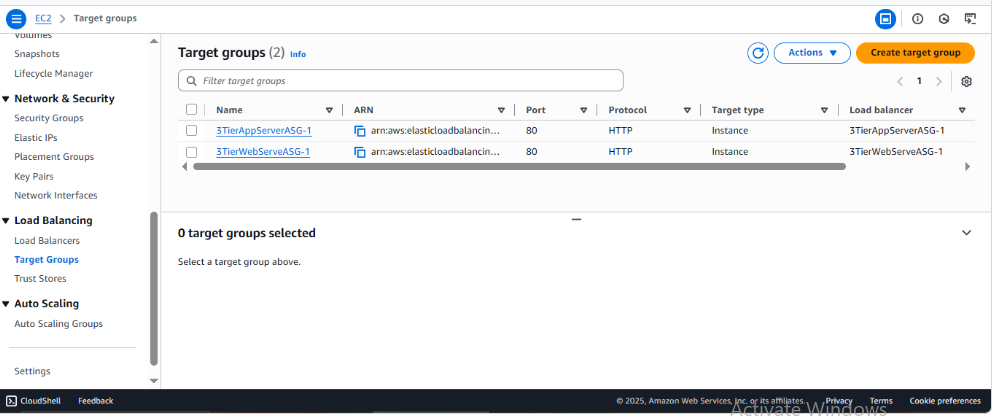 EC2 > Target groups
Volumes
Snapshots
Lifecycle Manager
Network & Security
Security Groups
Elastic IPs
Placement Groups
Key Pairs
Network Interfaces
Load Balancing
Load Balancers
Target Groups
Trust Stores
Auto Scaling
Auto Scaling Groups
Settings
Target groups (2) Info
Actions
Create target group
Filter target groups
1
Name ARN Port Protocol Target type Load balancer
3TierAppServerASG-1 arn:aws:elasticloadbalancin... 80 HTTP Instance 3TierAppServerASG-1
3TierWebServeASG-1 arn:aws:elasticloadbalancin... 80 HTTP Instance 3TierWebServeASG-1
0 target groups selected
Select a target group above.
CloudShell Feedback © 2025, Amazon Web Services, Inc. or its affiliates. Privacy Terms Cookie preferences
Activate Windows